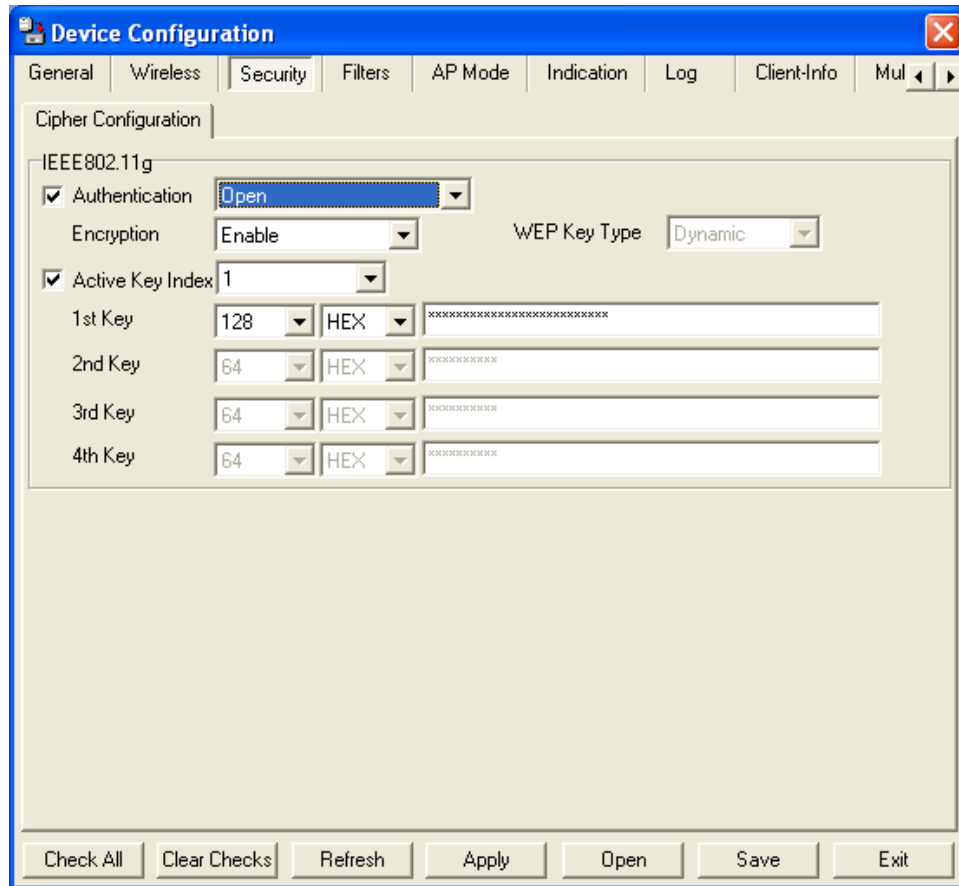 Device Configuration
General Wireless Security Filters AP Mode Indication Log Client-Info Mul
Cipher Configuration
IEEE802.11g
Authentication Open
Encryption Enable WEP Key Type Dynamic
Active Key Index 1
1st Key 128 HEX **************************
2nd Key 64 HEX **********
3rd Key 64 HEX **********
4th Key 64 HEX **********
Check All Clear Checks Refresh Apply Open Save Exit